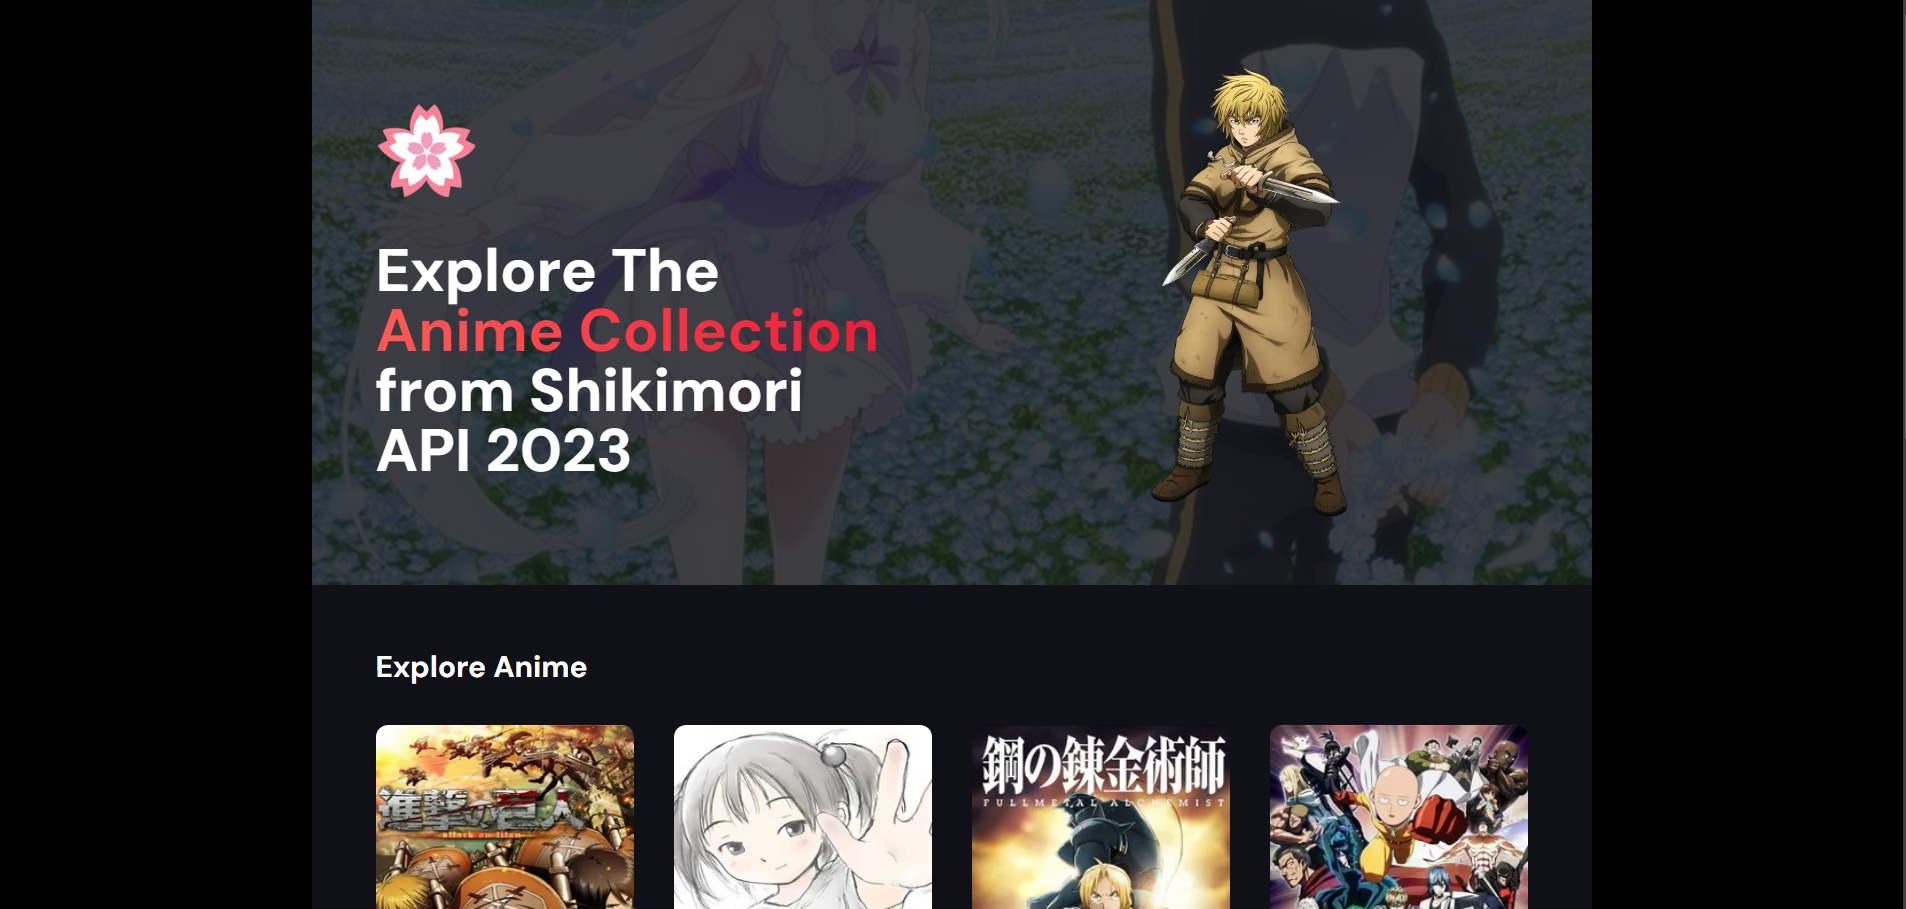 Explore The
Anime Collection
from Shikimori
API 2023
Explore Anime
進撃の巨人
attack on titan
鋼の錬金術師
FULLMETAL ALCHEMIST